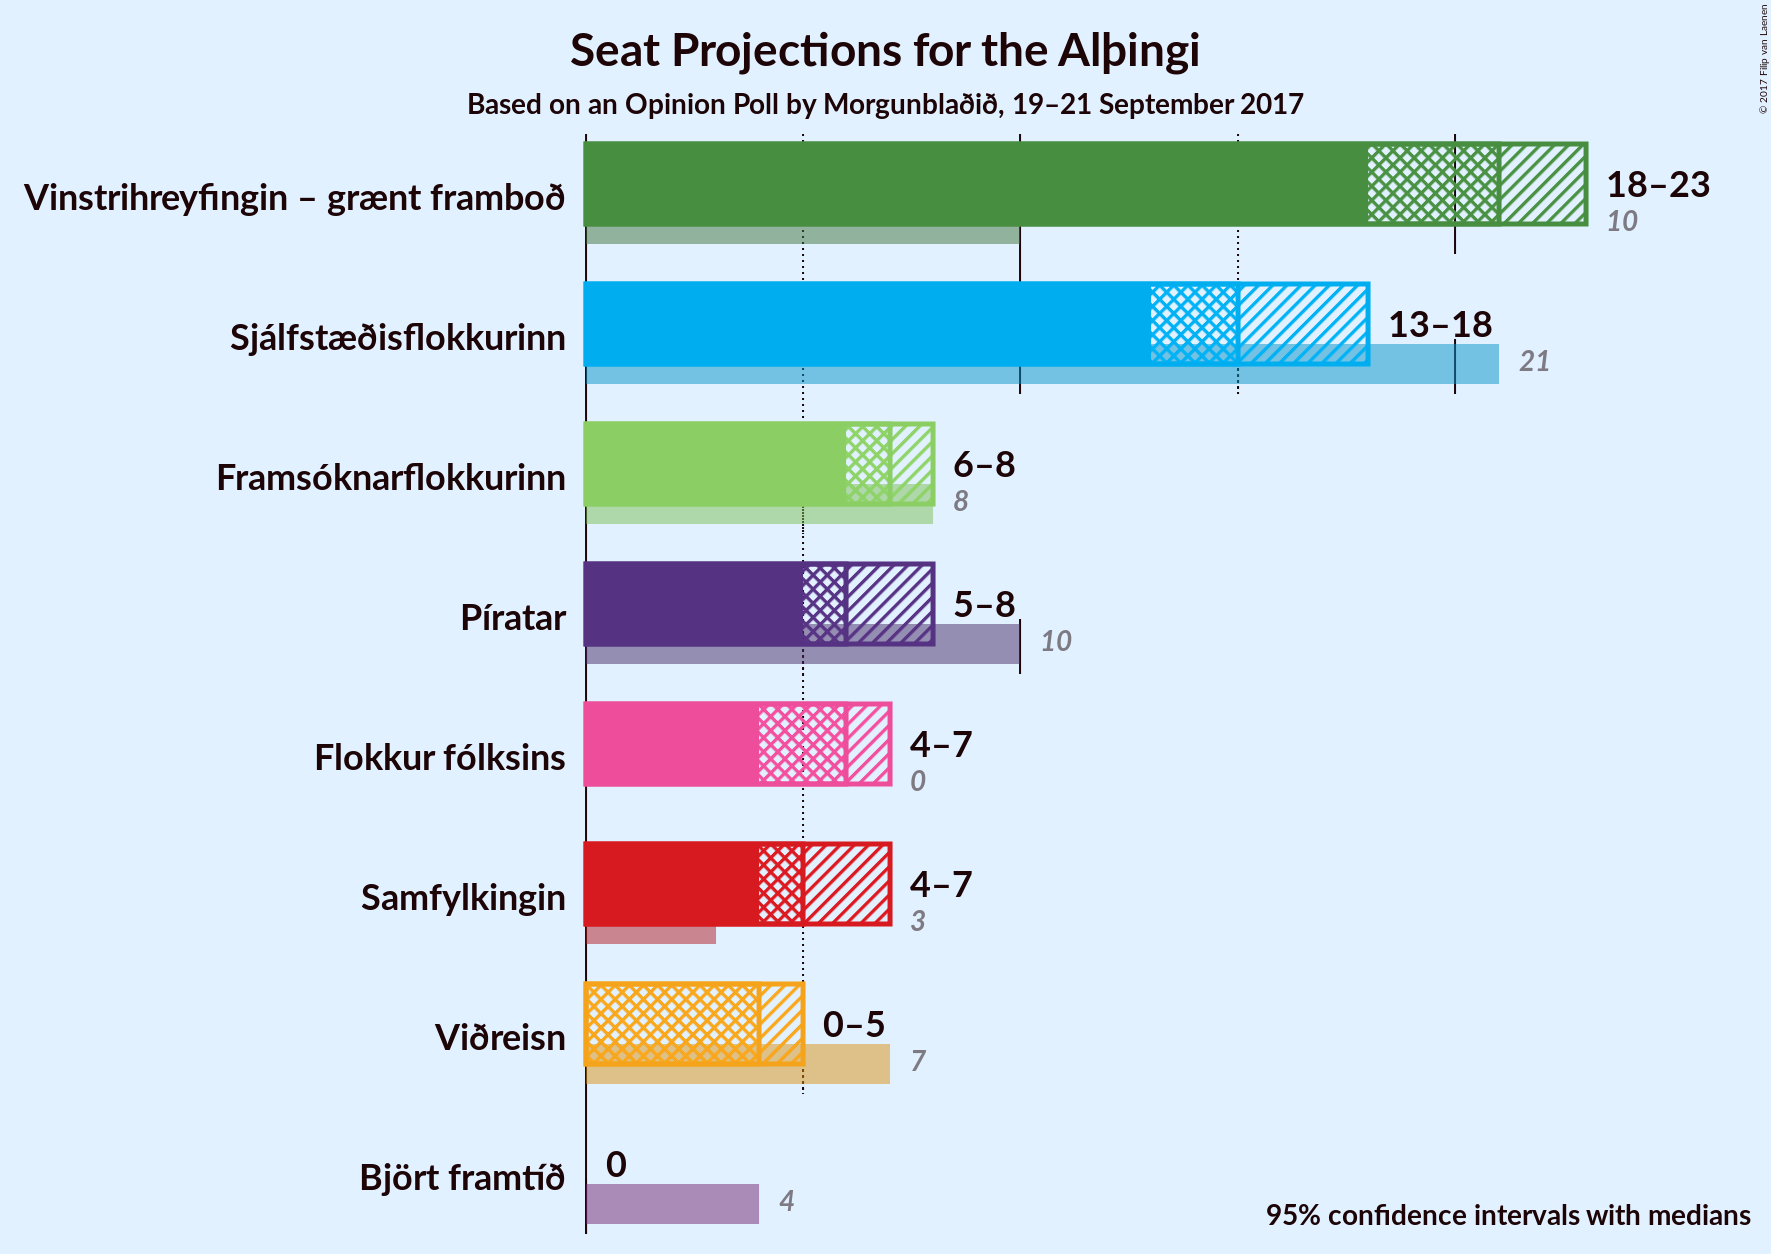 Seat Projections for the Alþingi
Based on an Opinion Poll by Morgunblaðið, 19–21 September 2017
© 2017 Filip van Laenen
Vinstrihreyfingin – grænt framboð
18–23
10
Sjálfstæðisflokkurinn
13–18
21
Framsóknarflokkurinn
6–8
8
Píratar
5–8
10
Flokkur fólksins
4–7
0
Samfylkingin
4–7
3
Viðreisn
0–5
7
Björt framtíð
0
4
95% confidence intervals with medians